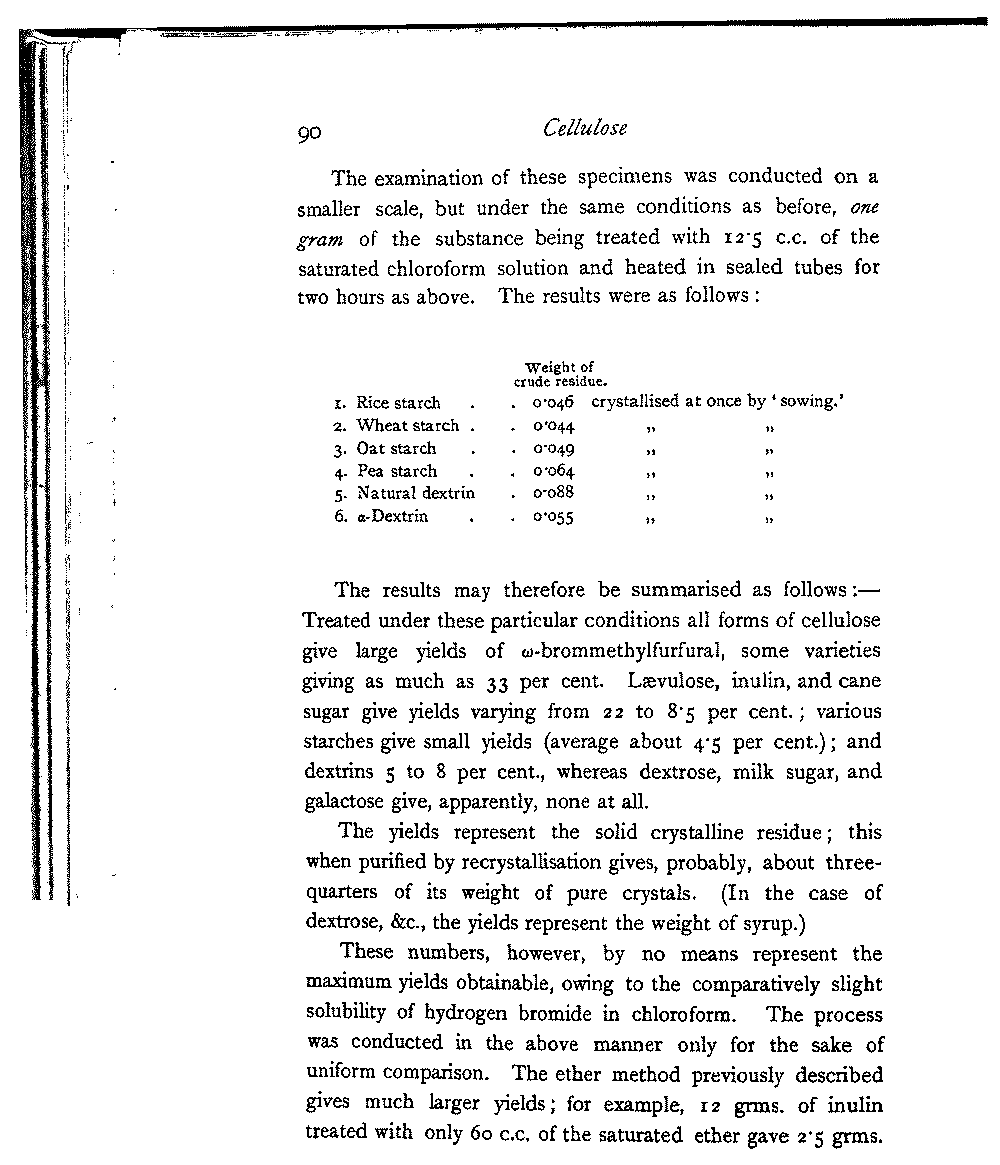 90 Cellulose
The examination of these specimens was conducted on a
smaller scale, but under the same conditions as before, one
gram of the substance being treated with 12·5 c.c. of the
saturated chloroform solution and heated in sealed tubes for
two hours as above. The results were as follows :
Weight of
crude residue.
1. Rice starch . . 0·046 crystallised at once by ‘ sowing.’
2. Wheat starch . . 0·044 ,, ,,
3. Oat starch . . 0·049 ,, ,,
4. Pea starch . . 0·064 ,, ,,
5. Natural dextrin . 0·088 ,, ,,
6. α-Dextrin . . 0·055 ,, ,,
The results may therefore be summarised as follows :—
Treated under these particular conditions all forms of cellulose
give large yields of ω-brommethylfurfural, some varieties
giving as much as 33 per cent. Lævulose, inulin, and cane
sugar give yields varying from 22 to 8·5 per cent. ; various
starches give small yields (average about 4·5 per cent.) ; and
dextrins 5 to 8 per cent., whereas dextrose, milk sugar, and
galactose give, apparently, none at all.
The yields represent the solid crystalline residue ; this
when purified by recrystallisation gives, probably, about three-
quarters of its weight of pure crystals. (In the case of
dextrose, &c., the yields represent the weight of syrup.)
These numbers, however, by no means represent the
maximum yields obtainable, owing to the comparatively slight
solubility of hydrogen bromide in chloroform. The process
was conducted in the above manner only for the sake of
uniform comparison. The ether method previously described
gives much larger yields ; for example, 12 grms. of inulin
treated with only 60 c.c. of the saturated ether gave 2·5 grms.